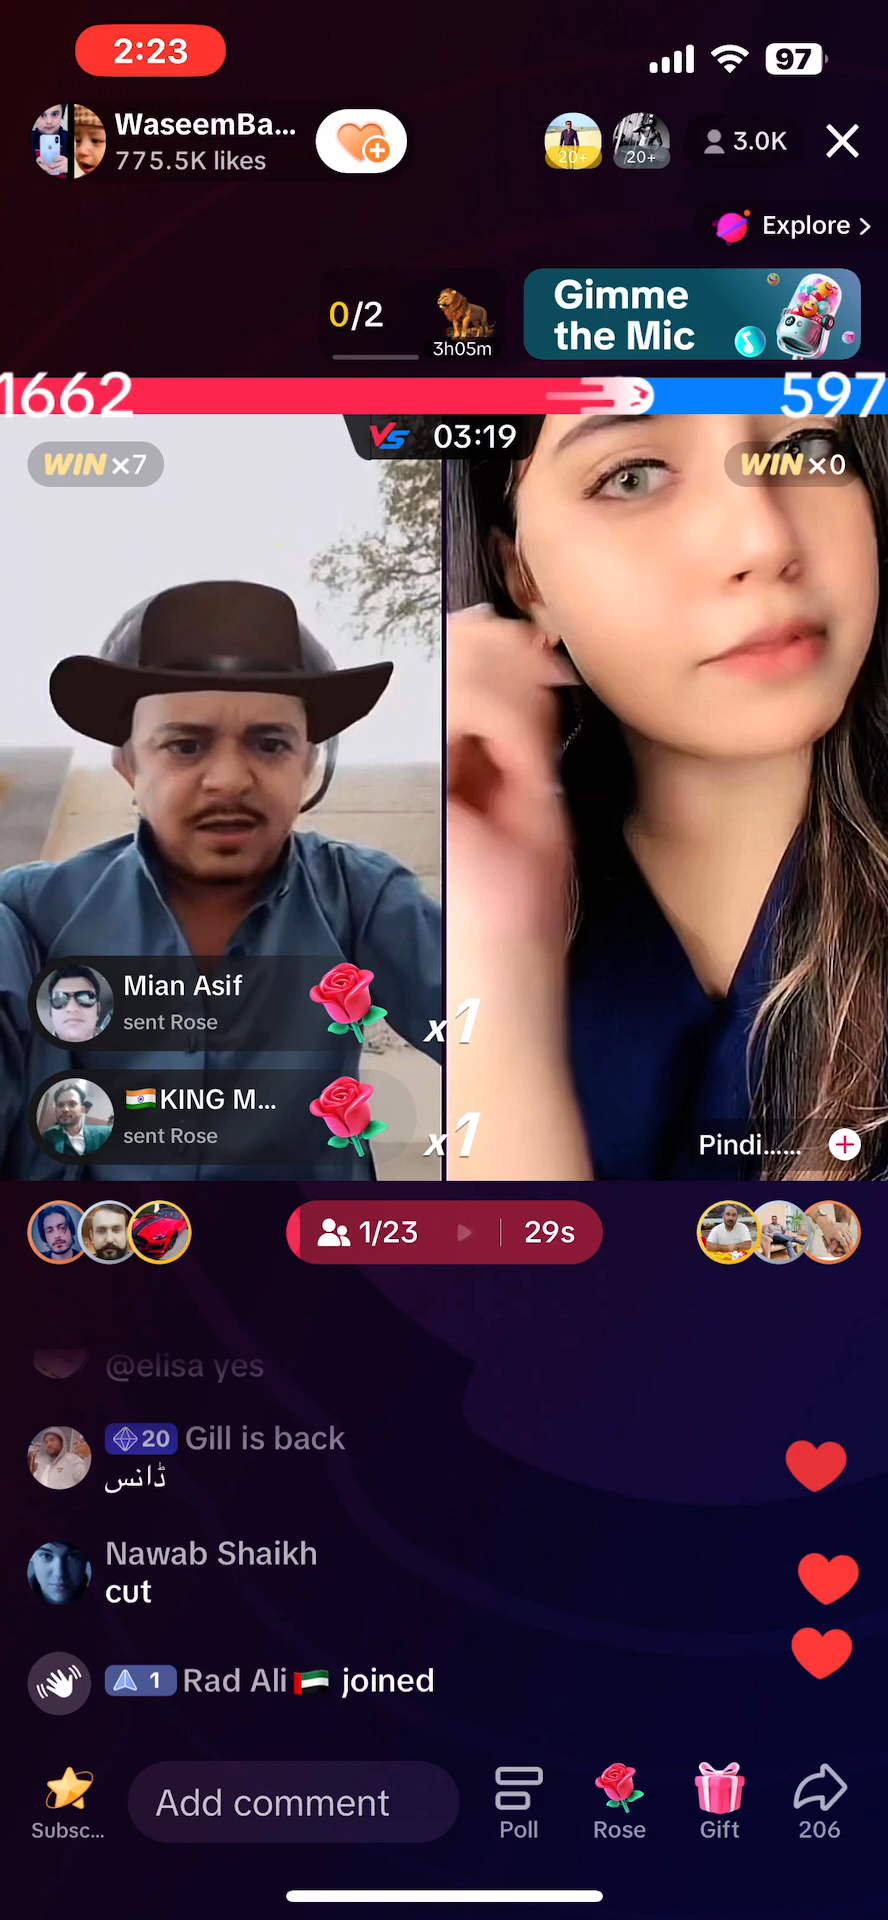 2:23
97
WaseemBa...
775.5K likes
20+
20+
3.0K
Explore >
0/2
3h05m
Gimme
the Mic
1662
597
VS 03:19
WIN x7
WIN x0
Mian Asif
sent Rose
x1
🇮🇳KING M...
sent Rose
x1
Pindi......
1/23
29s
@elisa yes
20 Gill is back
ڈانس
Nawab Shaikh
cut
1 Rad Ali🇦🇪 joined
Subsc...
Add comment
Poll
Rose
Gift
206